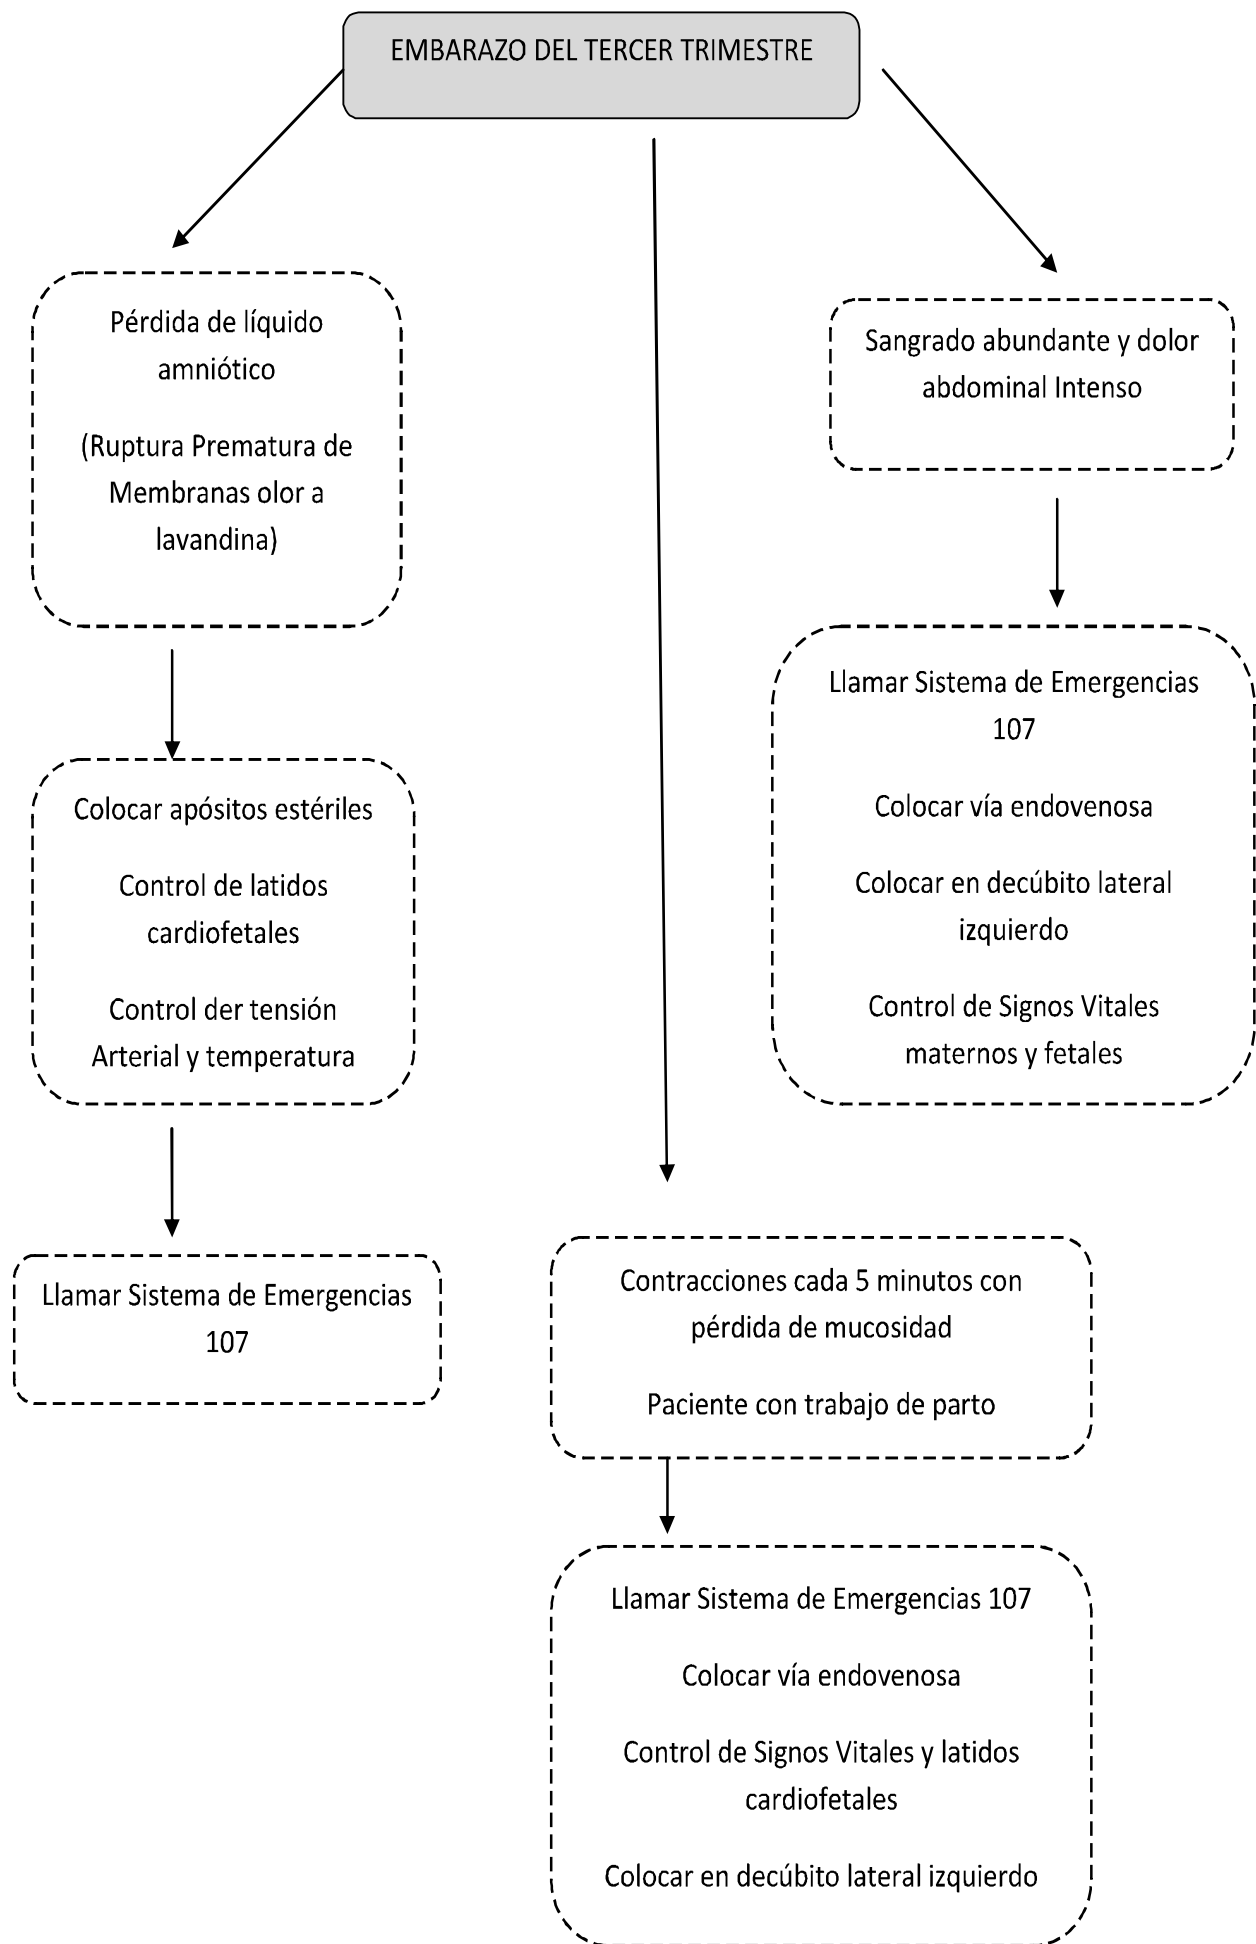 EMBARAZO DEL TERCER TRIMESTRE
Pérdida de líquido
amniótico
(Ruptura Prematura de
Membranas olor a
lavandina)
Colocar apósitos estériles
Control de latidos
cardiofetales
Control der tensión
Arterial y temperatura
Llamar Sistema de Emergencias
107
Sangrado abundante y dolor
abdominal Intenso
Llamar Sistema de Emergencias
107
Colocar vía endovenosa
Colocar en decúbito lateral
izquierdo
Control de Signos Vitales
maternos y fetales
Contracciones cada 5 minutos con
pérdida de mucosidad
Paciente con trabajo de parto
Llamar Sistema de Emergencias 107
Colocar vía endovenosa
Control de Signos Vitales y latidos
cardiofetales
Colocar en decúbito lateral izquierdo